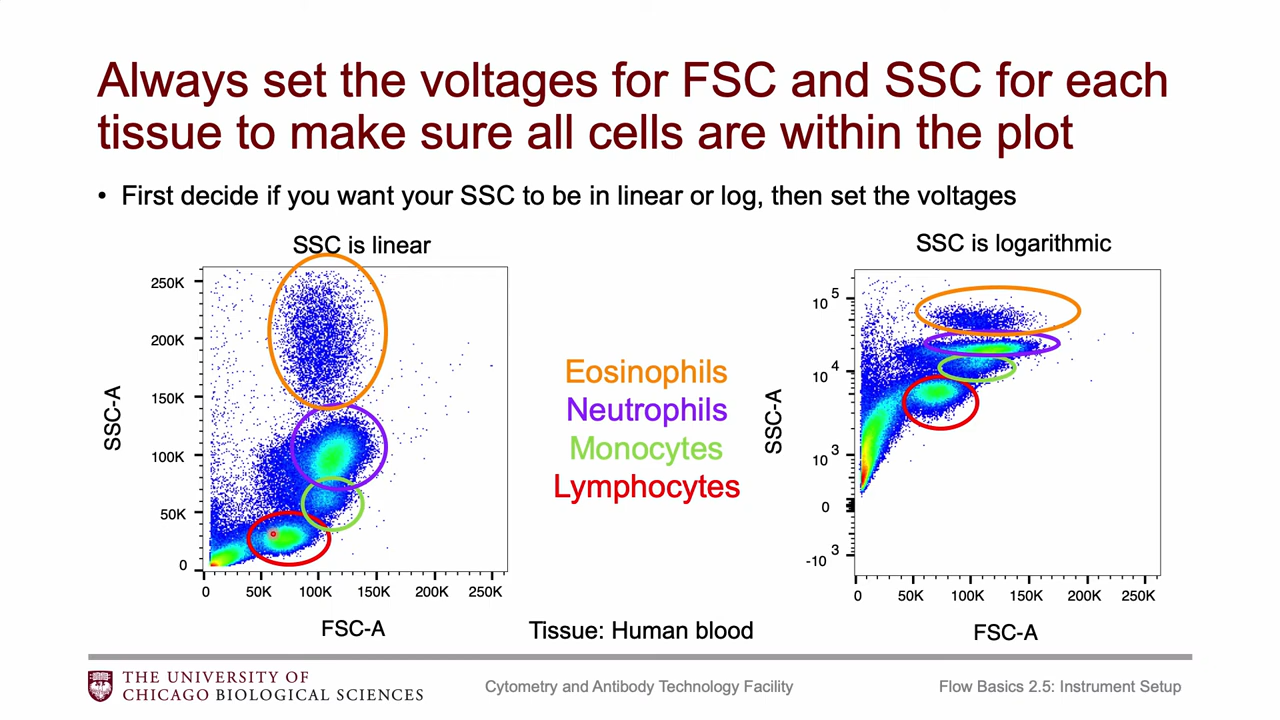 Always set the voltages for FSC and SSC for each
tissue to make sure all cells are within the plot
• First decide if you want your SSC to be in linear or log, then set the voltages
SSC is linear
250K
200K
150K
100K
50K
0
SSC-A
0 50K 100K 150K 200K 250K
FSC-A
Eosinophils
Neutrophils
Monocytes
Lymphocytes
Tissue: Human blood
SSC is logarithmic
10 5
10 4
10 3
0
-10 3
SSC-A
0 50K 100K 150K 200K 250K
FSC-A
THE UNIVERSITY OF
CHICAGO BIOLOGICAL SCIENCES
Cytometry and Antibody Technology Facility
Flow Basics 2.5: Instrument Setup